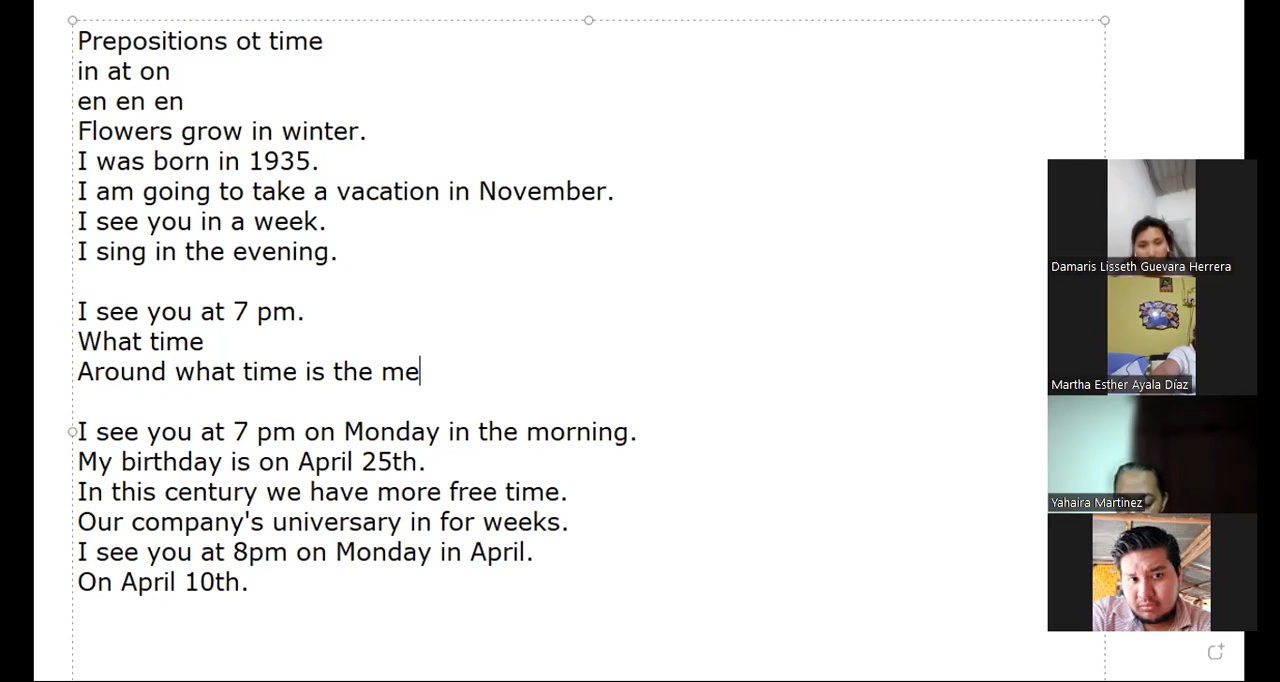 Prepositions ot time
in at on
en en en
Flowers grow in winter.
I was born in 1935.
I am going to take a vacation in November.
I see you in a week.
I sing in the evening.
I see you at 7 pm.
What time
Around what time is the me
I see you at 7 pm on Monday in the morning.
My birthday is on April 25th.
In this century we have more free time.
Our company's universary in for weeks.
I see you at 8pm on Monday in April.
On April 10th.
Damaris Lisseth Guevara Herrera
Martha Esther Ayala Díaz
Yahaira Martinez